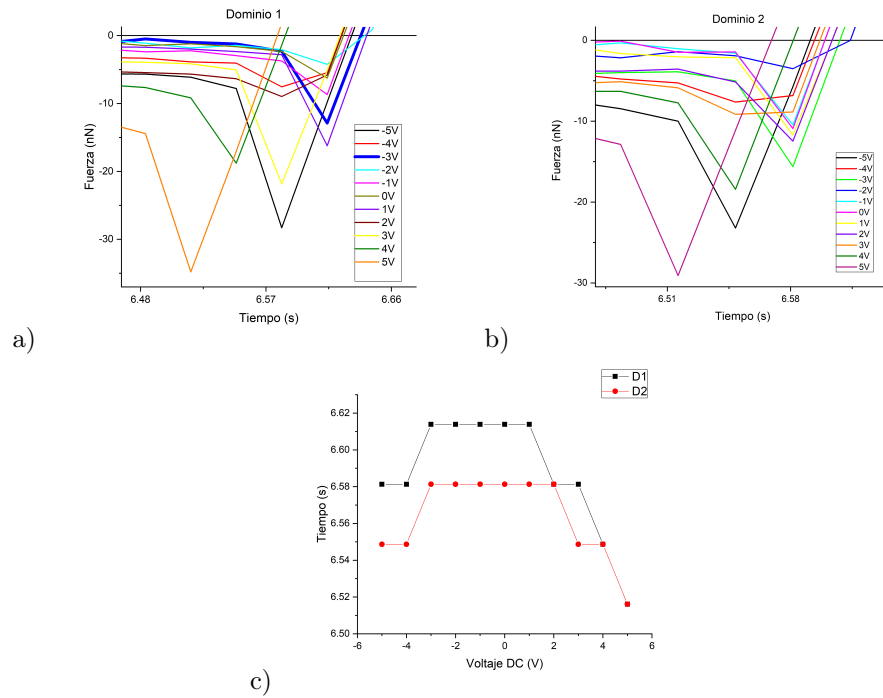 Dominio 1
Fuerza (nN)
0
-10
-20
-30
6.48
6.57
6.66
Tiempo (s)
-5V
-4V
-3V
-2V
-1V
0V
1V
2V
3V
4V
5V
a)
Dominio 2
Fuerza (nN)
0
-10
-20
-30
6.51
6.58
Tiempo (s)
-5V
-4V
-3V
-2V
-1V
0V
1V
2V
3V
4V
5V
b)
D1
D2
Tiempo (s)
6.62
6.60
6.58
6.56
6.54
6.52
6.50
-6
-4
-2
0
2
4
6
Voltaje DC (V)
c)